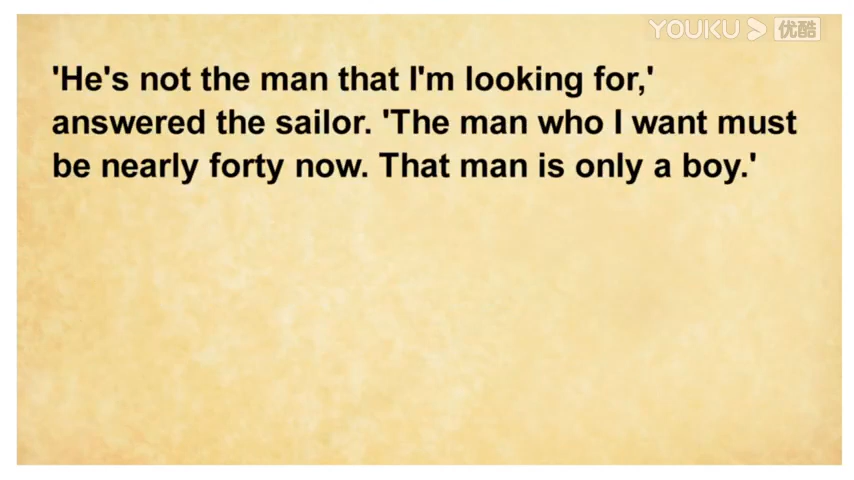 YOUKU 优酷
'He's not the man that I'm looking for,'
answered the sailor. 'The man who I want must
be nearly forty now. That man is only a boy.'